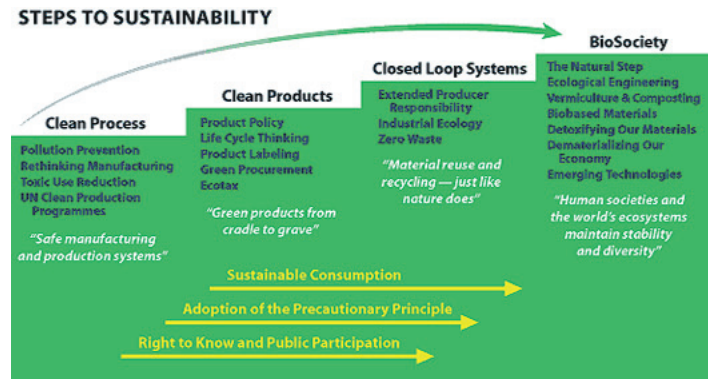 STEPS TO SUSTAINABILITY
Clean Process
Pollution Prevention
Rethinking Manufacturing
Toxic Use Reduction
UN Clean Production
Programmes
“Safe manufacturing
and production systems”
Clean Products
Product Policy
Life Cycle Thinking
Product Labeling
Green Procurement
Ecotax
“Green products from
cradle to grave”
Closed Loop Systems
Extended Producer
Responsibility
Industrial Ecology
Zero Waste
“Material reuse and
recycling — just like
nature does”
BioSociety
The Natural Step
Ecological Engineering
Vermiculture & Composting
Biobased Materials
Detoxifying Our Materials
Dematerializing Our
Economy
Emerging Technologies
“Human societies and
the world’s ecosystems
maintain stability
and diversity”
Sustainable Consumption
Adoption of the Precautionary Principle
Right to Know and Public Participation